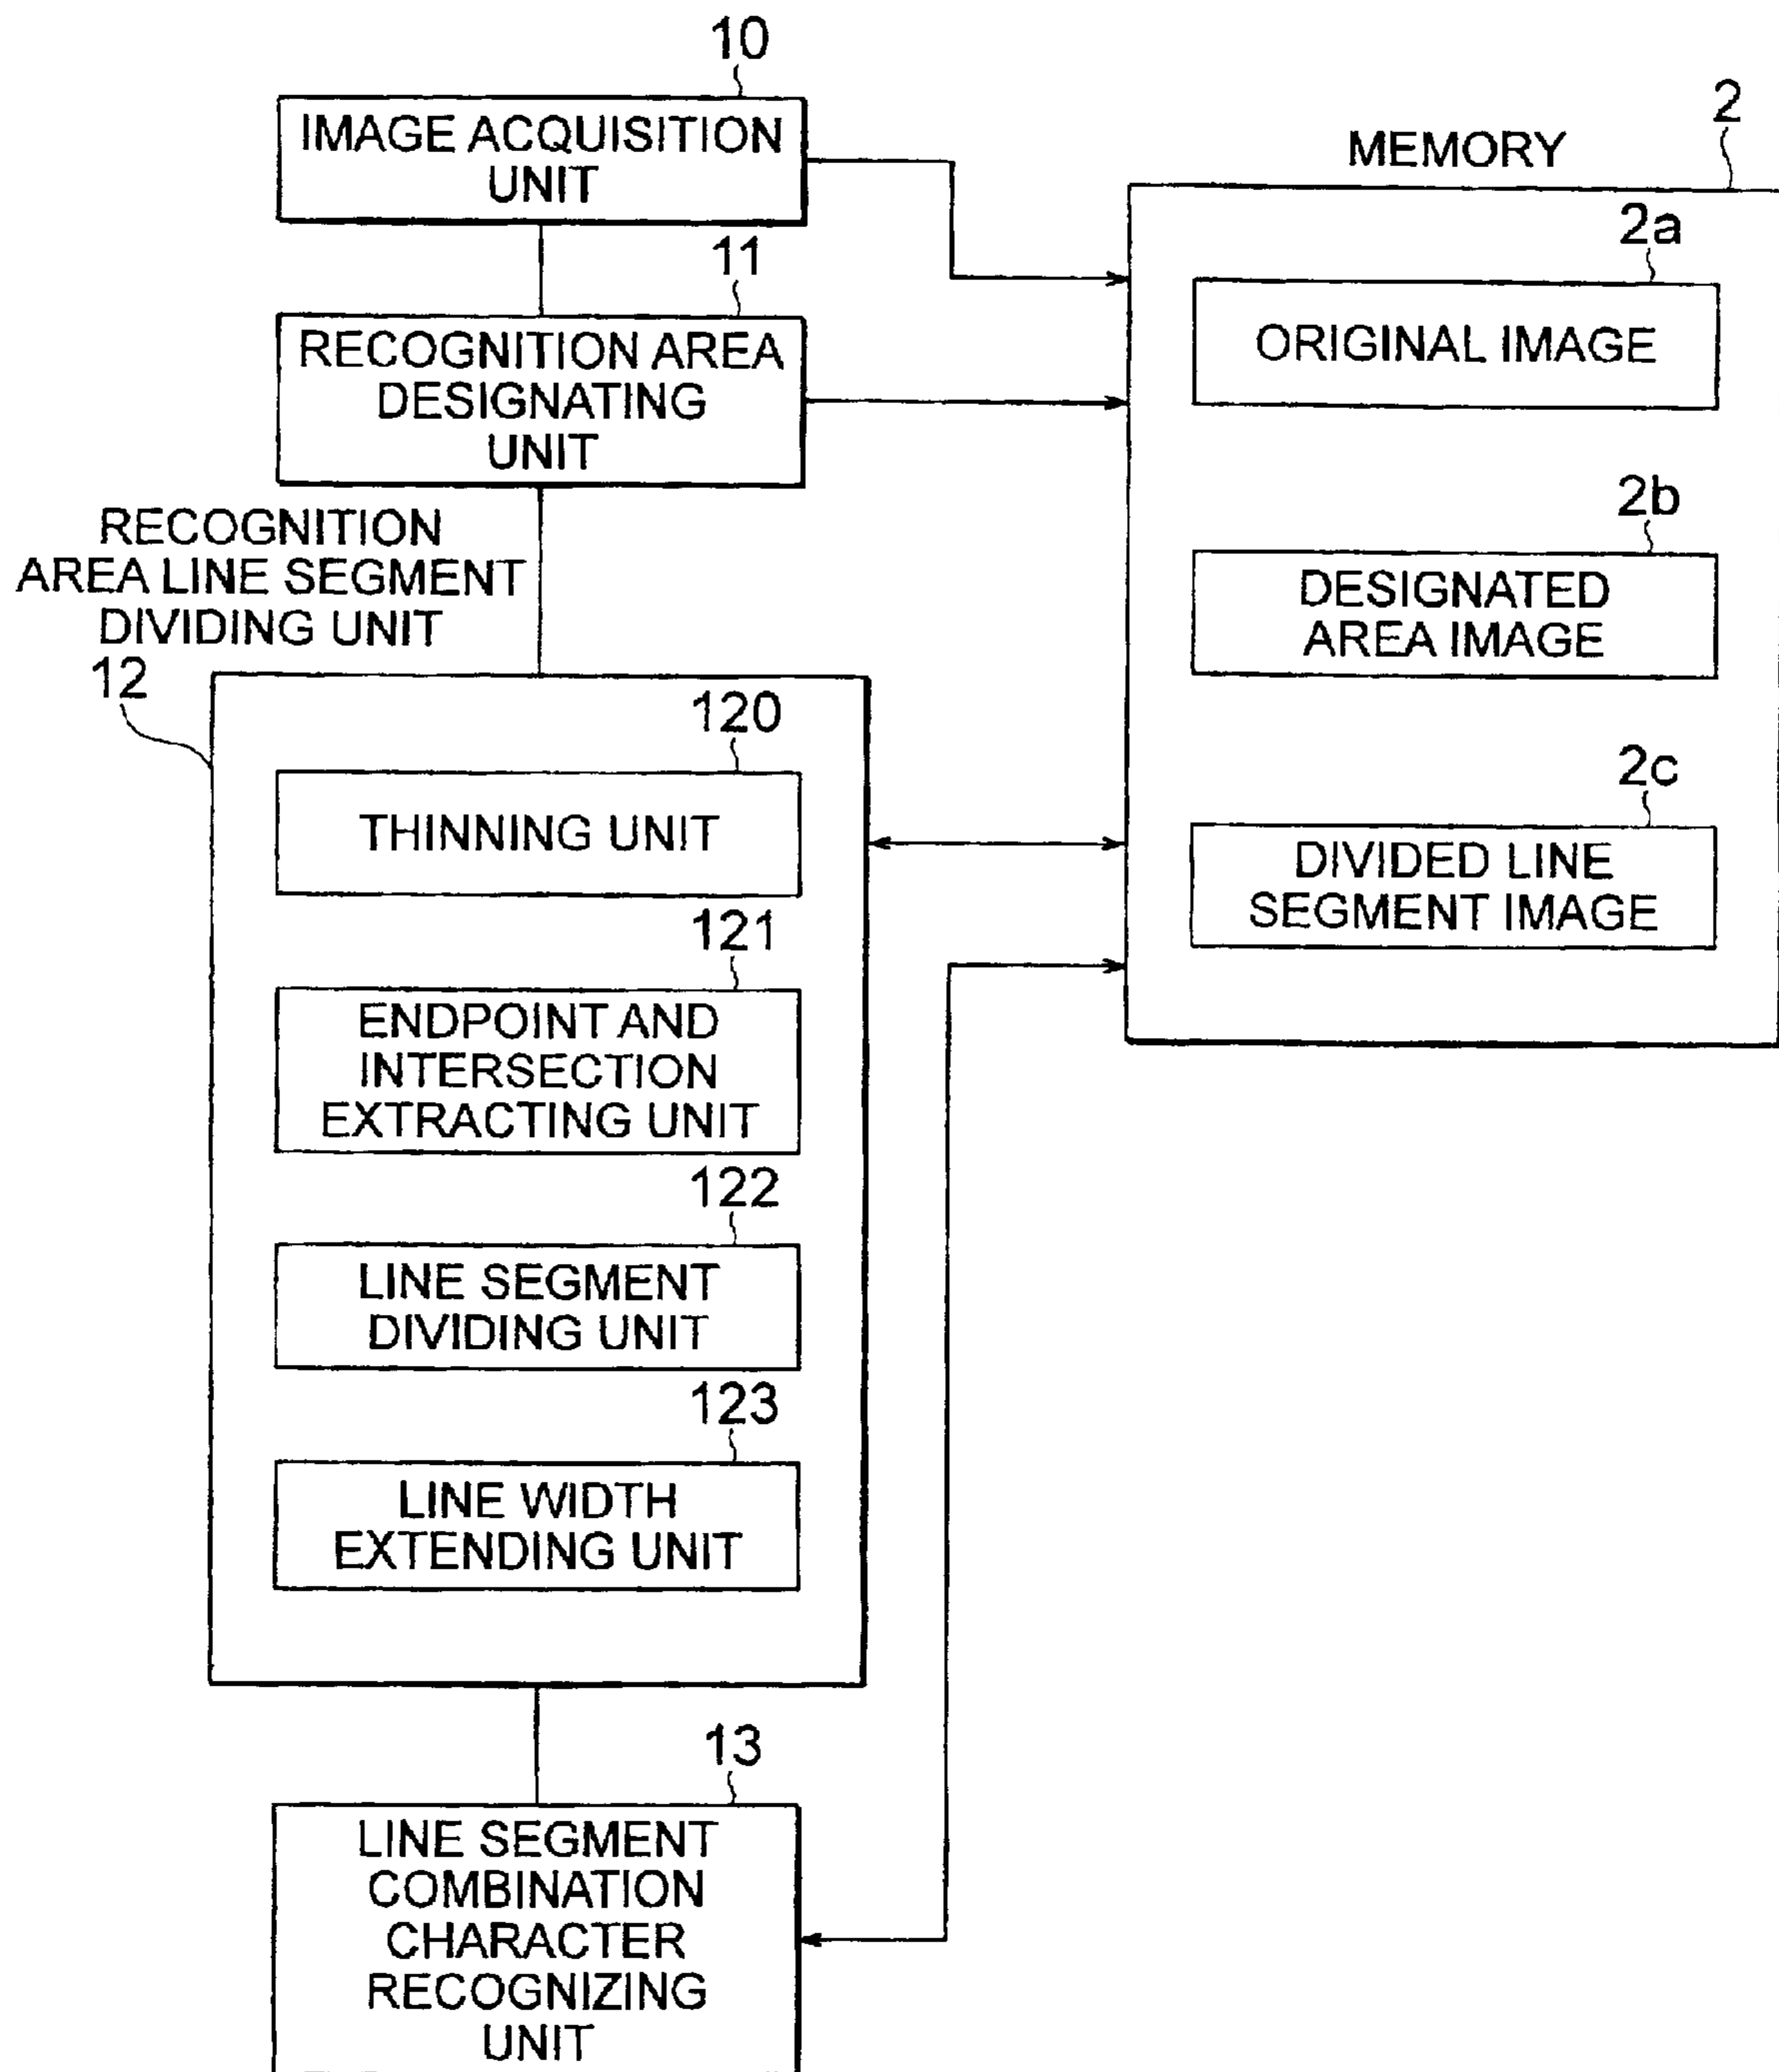 10
IMAGE ACQUISITION
UNIT
11
RECOGNITION AREA
DESIGNATING
UNIT
RECOGNITION
AREA LINE SEGMENT
DIVIDING UNIT
12
120
THINNING UNIT
121
ENDPOINT AND
INTERSECTION
EXTRACTING UNIT
122
LINE SEGMENT
DIVIDING UNIT
123
LINE WIDTH
EXTENDING UNIT
13
LINE SEGMENT
COMBINATION
CHARACTER
RECOGNIZING
UNIT
2
MEMORY
2a
ORIGINAL IMAGE
2b
DESIGNATED
AREA IMAGE
2c
DIVIDED LINE
SEGMENT IMAGE